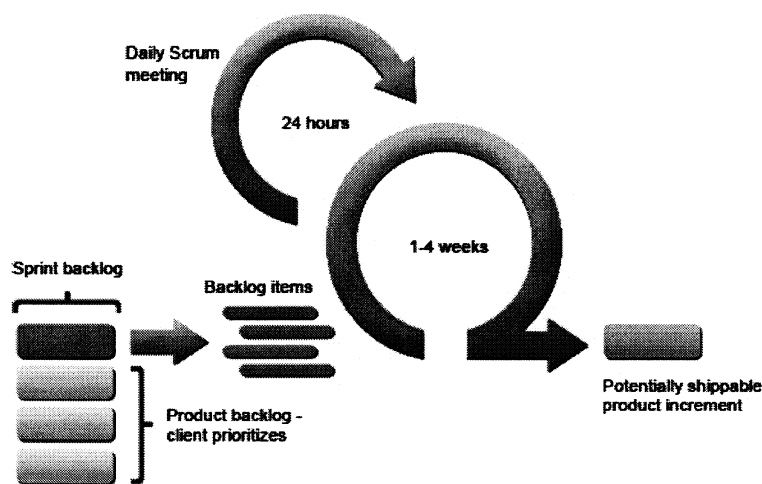 Daily Scrum
meeting
24 hours
1-4 weeks
Sprint backlog
Backlog items
Product backlog -
client prioritizes
Potentially shippable
product increment